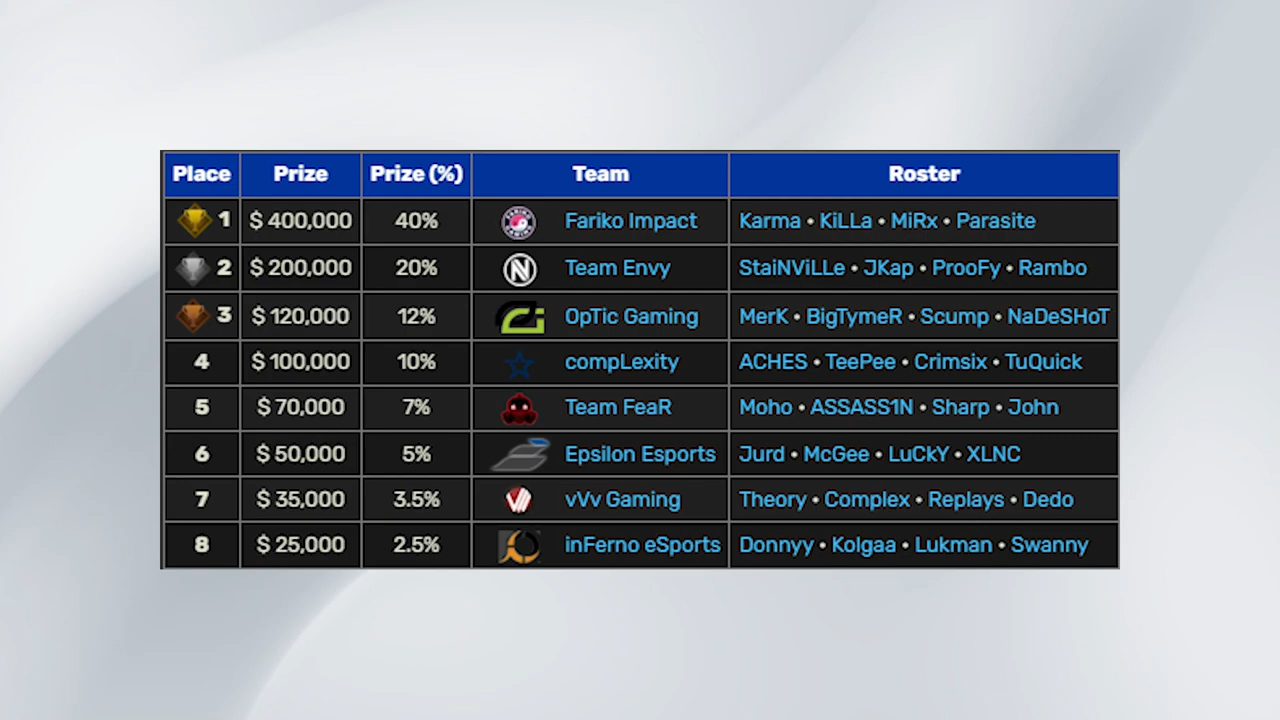 Place Prize Prize (%) Team Roster
1 $ 400,000 40% Fariko Impact Karma • KiLLa • MiRx • Parasite
2 $ 200,000 20% Team Envy StaiNViLLe • JKap • ProoFy • Rambo
3 $ 120,000 12% OpTic Gaming MerK • BigTymeR • Scump • NaDeSHoT
4 $ 100,000 10% compLexity ACHES • TeePee • Crimsix • TuQuick
5 $ 70,000 7% Team FeaR Moho • ASSASS1N • Sharp • John
6 $ 50,000 5% Epsilon Esports Jurd • McGee • LuCkY • XLNC
7 $ 35,000 3.5% vVv Gaming Theory • Complex • Replays • Dedo
8 $ 25,000 2.5% inFerno eSports Donnyy • Kolgaa • Lukman • Swanny